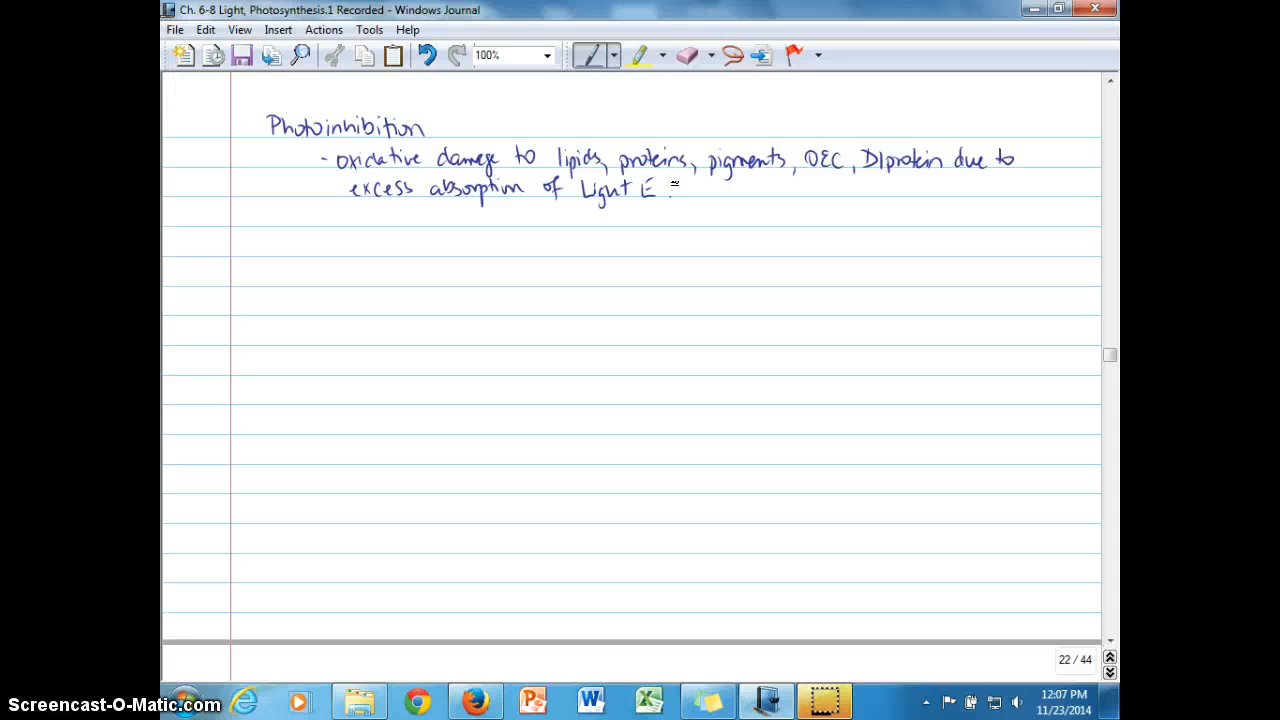 Ch. 6-8 Light, Photosynthesis.1 Recorded - Windows Journal
File Edit View Insert Actions Tools Help
100%
Photoinhibition
- oxidative damage to lipids, proteins, pigments, OEC, D1 protein due to
excess absorption of Light E
22 / 44
Screencast-O-Matic.com
12:07 PM
11/23/2014